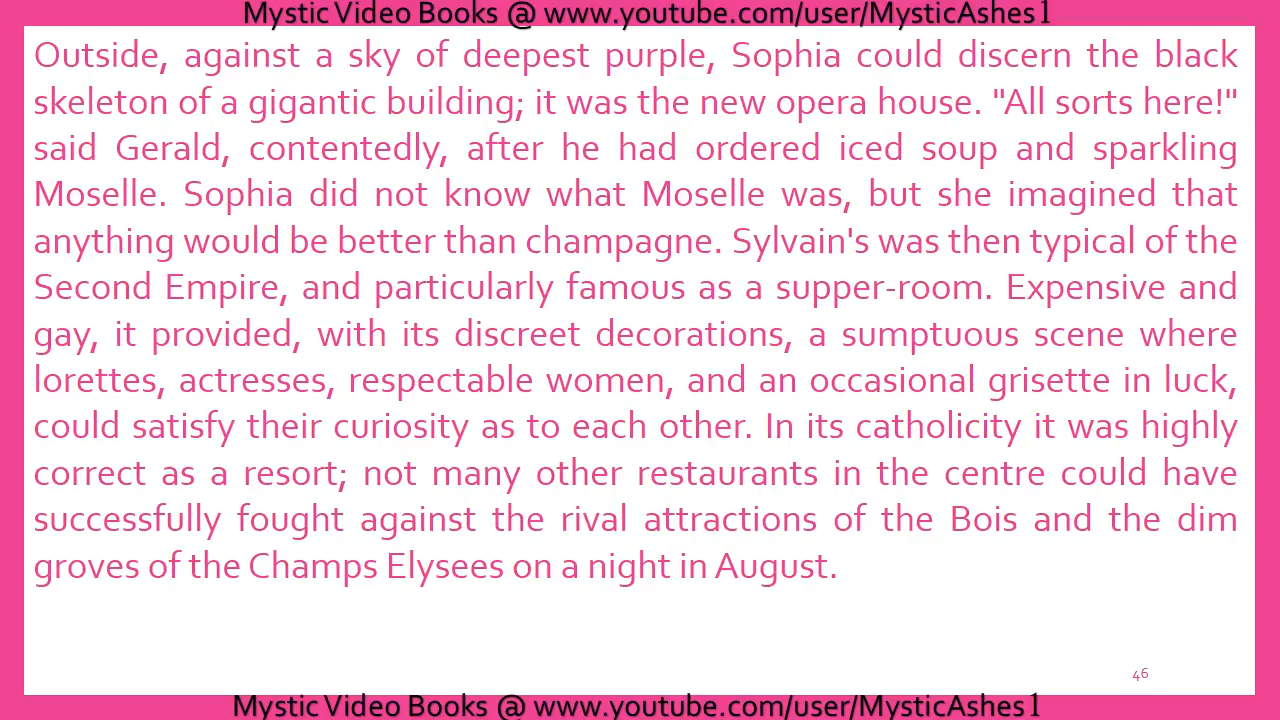 Mystic Video Books @ www.youtube.com/user/MysticAshes1
Outside, against a sky of deepest purple, Sophia could discern the black
skeleton of a gigantic building; it was the new opera house. "All sorts here!"
said Gerald, contentedly, after he had ordered iced soup and sparkling
Moselle. Sophia did not know what Moselle was, but she imagined that
anything would be better than champagne. Sylvain's was then typical of the
Second Empire, and particularly famous as a supper-room. Expensive and
gay, it provided, with its discreet decorations, a sumptuous scene where
lorettes, actresses, respectable women, and an occasional grisette in luck,
could satisfy their curiosity as to each other. In its catholicity it was highly
correct as a resort; not many other restaurants in the centre could have
successfully fought against the rival attractions of the Bois and the dim
groves of the Champs Elysees on a night in August.
46
Mystic Video Books @ www.youtube.com/user/MysticAshes1